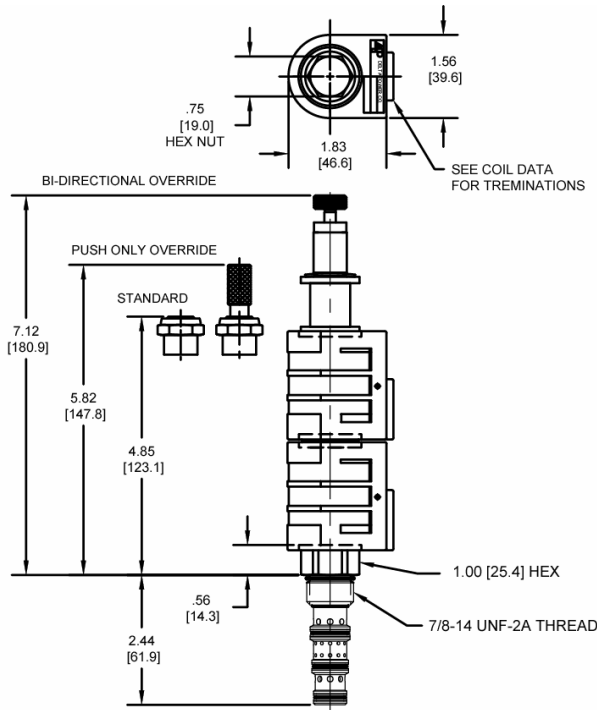 1.56
[39.6]
.75
[19.0]
HEX NUT
1.83
[46.6]
SEE COIL DATA
FOR TREMINATIONS
BI-DIRECTIONAL OVERRIDE
PUSH ONLY OVERRIDE
STANDARD
7.12
[180.9]
5.82
[147.8]
4.85
[123.1]
1.00 [25.4] HEX
.56
[14.3]
7/8-14 UNF-2A THREAD
2.44
[61.9]